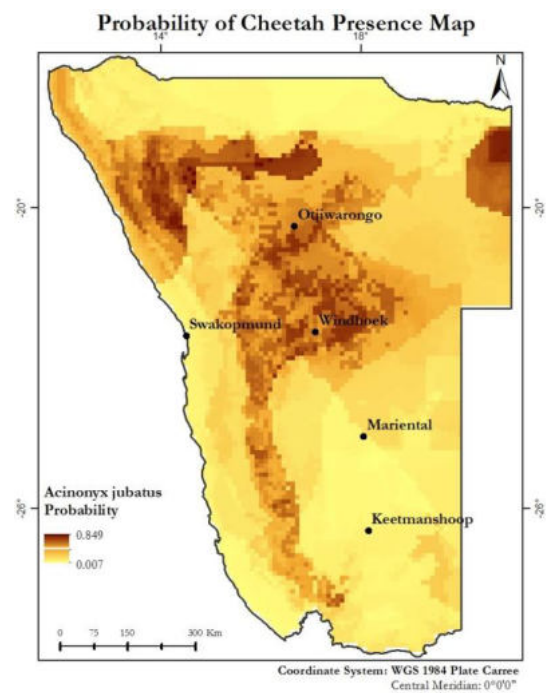 Probability of Cheetah Presence Map
14°
18°
N
-20°
-20°
Otjiwarongo
Swakopmund
Windhoek
Mariental
Acinonyx jubatus
Probability
0.849
0.007
Keetmanshoop
-26°
-26°
0 75 150 300 Km
Coordinate System: WGS 1984 Plate Carree
Central Meridian: 0°0'0"